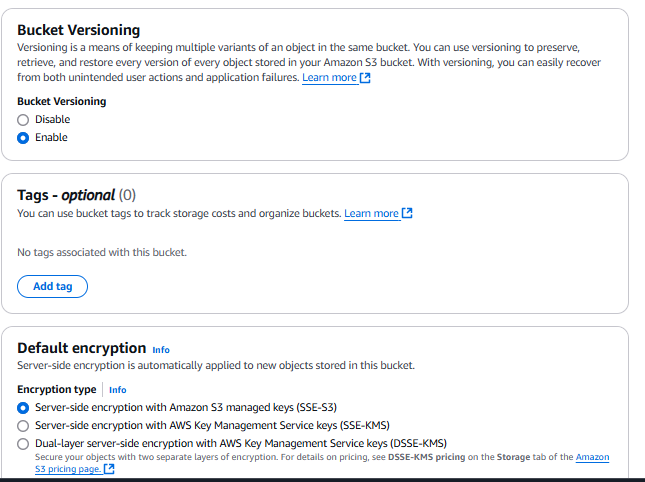 Bucket Versioning
Versioning is a means of keeping multiple variants of an object in the same bucket. You can use versioning to preserve,
retrieve, and restore every version of every object stored in your Amazon S3 bucket. With versioning, you can easily recover
from both unintended user actions and application failures. Learn more
Bucket Versioning
Disable
Enable
Tags - optional (0)
You can use bucket tags to track storage costs and organize buckets. Learn more
No tags associated with this bucket.
Add tag
Default encryption Info
Server-side encryption is automatically applied to new objects stored in this bucket.
Encryption type Info
Server-side encryption with Amazon S3 managed keys (SSE-S3)
Server-side encryption with AWS Key Management Service keys (SSE-KMS)
Dual-layer server-side encryption with AWS Key Management Service keys (DSSE-KMS)
Secure your objects with two separate layers of encryption. For details on pricing, see DSSE-KMS pricing on the Storage tab of the Amazon
S3 pricing page.